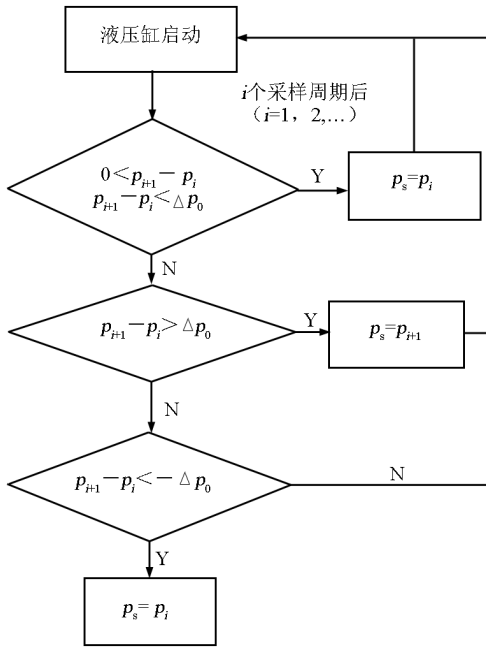 液压缸启动
i个采样周期后
（i=1，2,…）
0＜pi+1－pi
pi+1－pi＜△p0
Y
ps=pi
N
pi+1－pi＞△p0
Y
ps=pi+1
N
pi+1－pi＜－△p0
N
Y
ps= pi